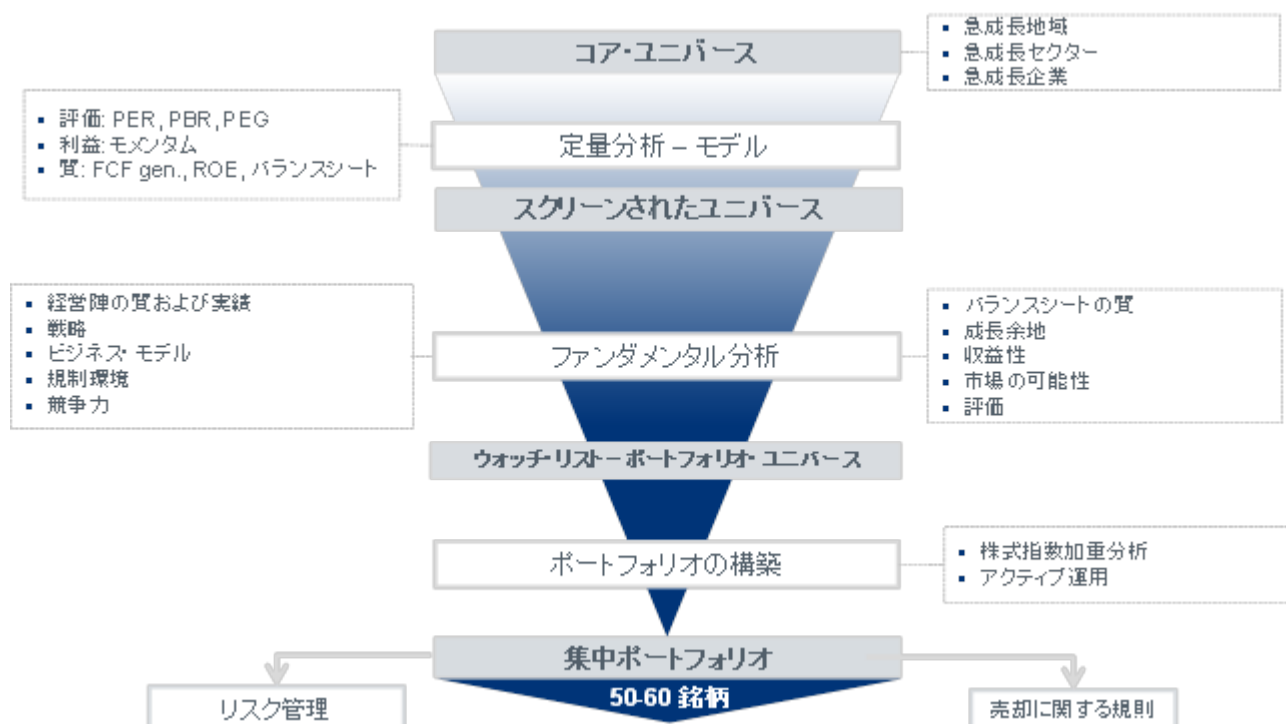 コア・ユニバース
▪ 急成長地域
▪ 急成長セクター
▪ 急成長企業
▪ 評価: PER, PBR, PEG
▪ 利益: モメンタム
▪ 質: FCF gen., ROE, バランスシート
定量分析 – モデル
スクリーンされたユニバース
▪ 経営陣の質および実績
▪ 戦略
▪ ビジネス・モデル
▪ 規制環境
▪ 競争力
ファンダメンタル分析
▪ バランスシートの質
▪ 成長余地
▪ 収益性
▪ 市場の可能性
▪ 評価
ウォッチ・リスト – ポートフォリオ・ユニバース
ポートフォリオの構築
▪ 株式指数加重分析
▪ アクティブ運用
集中ポートフォリオ
50-60 銘柄
リスク管理
売却に関する規則